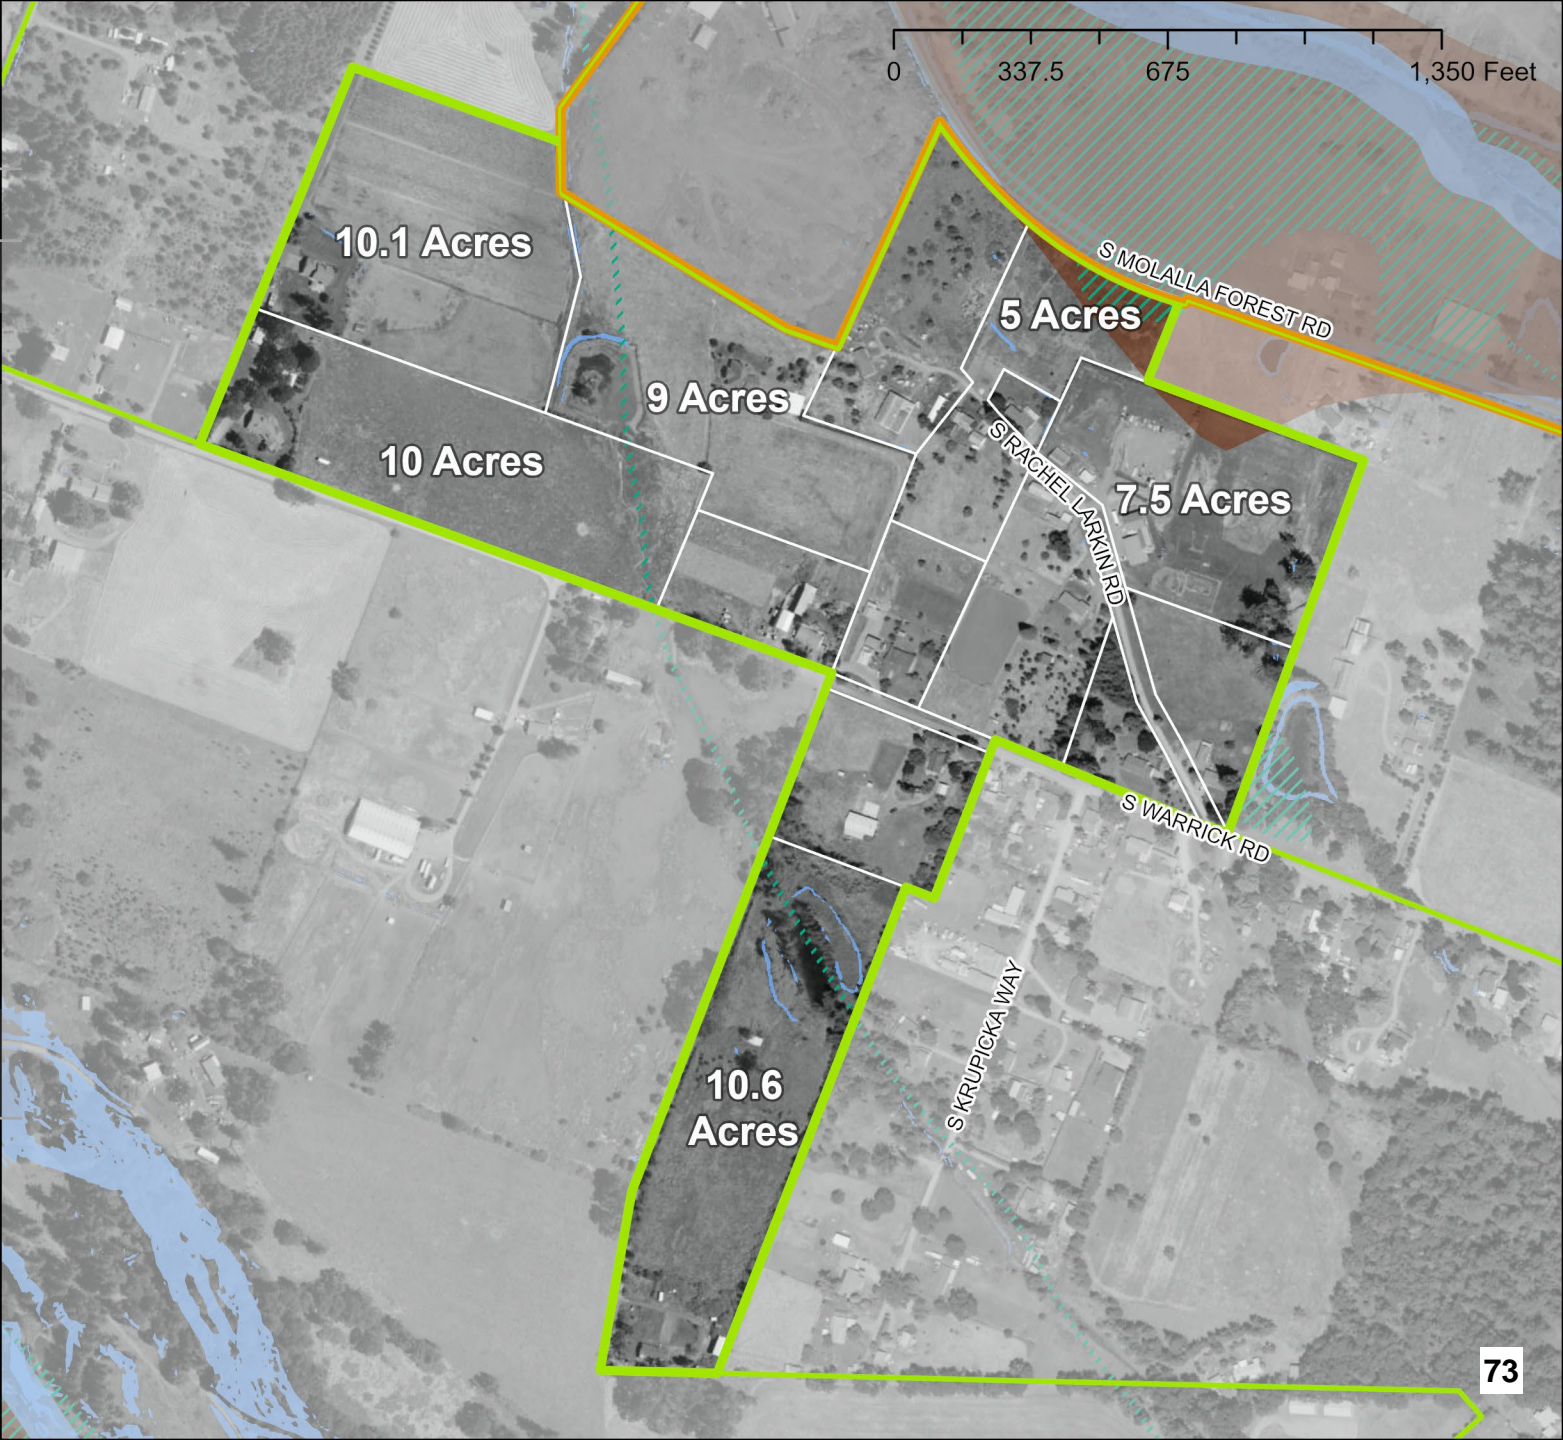 0 337.5 675 1,350 Feet
10.1 Acres
S MOLALLA FOREST RD
5 Acres
9 Acres
10 Acres
S RACHEL LARKIN RD
7.5 Acres
S WARRICK RD
S KRUPICKA WAY
10.6
Acres
73